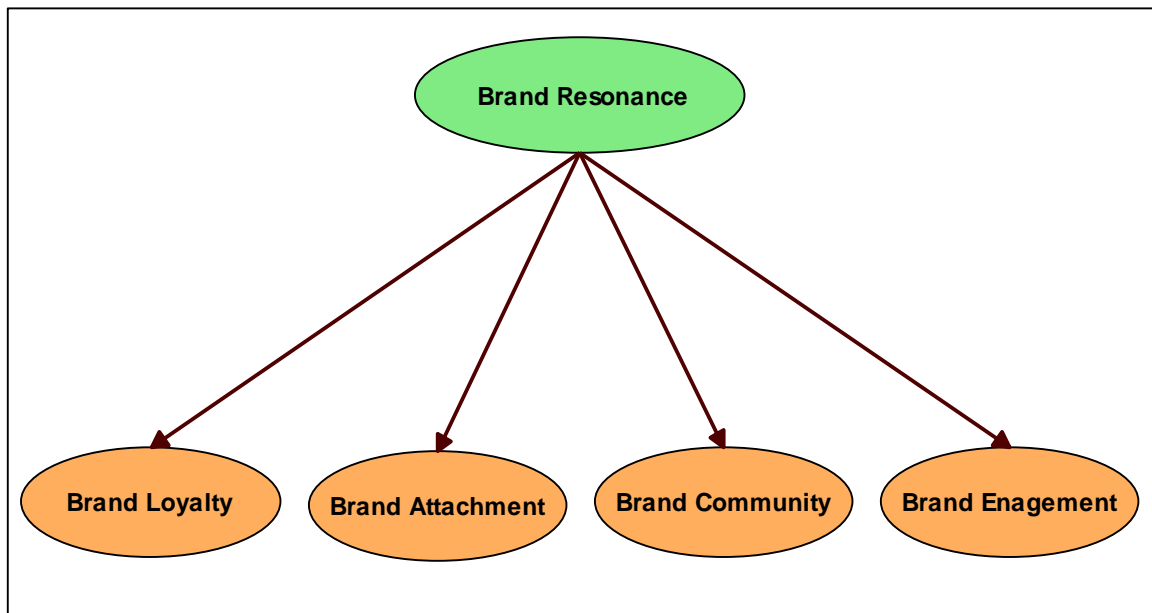 Brand Resonance
Brand Loyalty
Brand Attachment
Brand Community
Brand Enagement